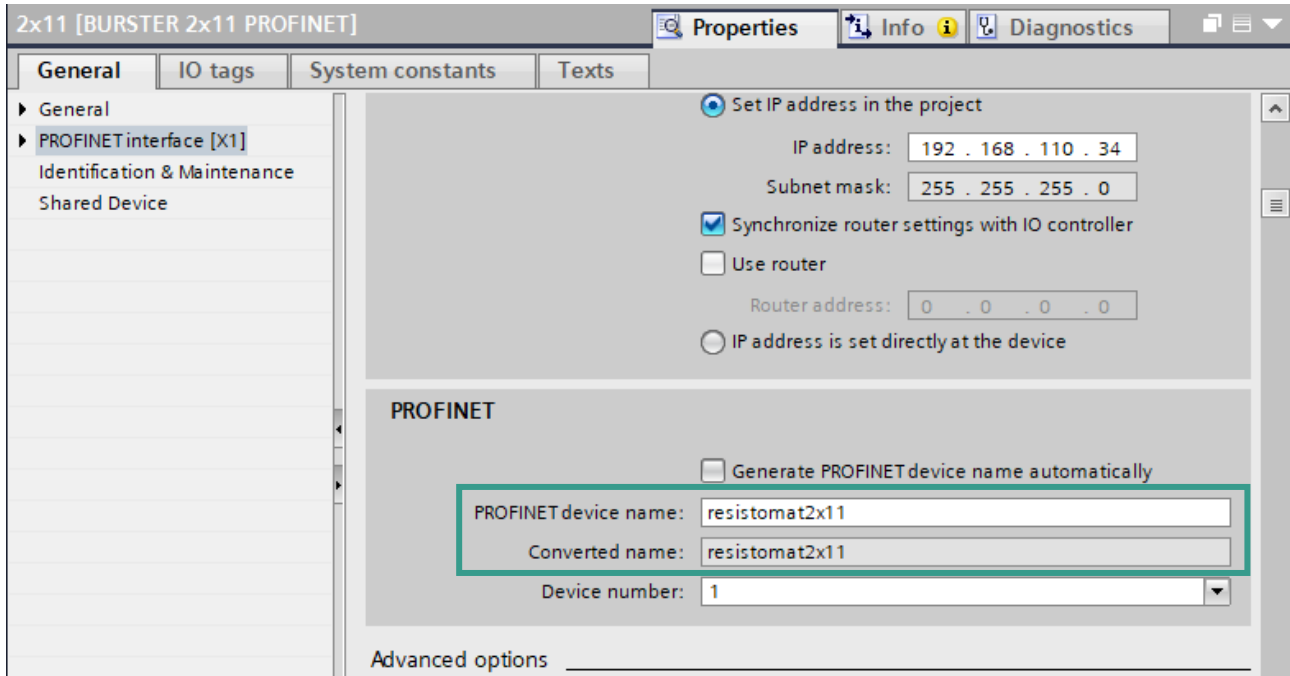 2x11 [BURSTER 2x11 PROFINET]
Properties
Info
Diagnostics
General
IO tags
System constants
Texts
General
PROFINET interface [X1]
Identification & Maintenance
Shared Device
Set IP address in the project
IP address: 192 . 168 . 110 . 34
Subnet mask: 255 . 255 . 255 . 0
Synchronize router settings with IO controller
Use router
Router address: 0 . 0 . 0 . 0
IP address is set directly at the device
PROFINET
Generate PROFINET device name automatically
PROFINET device name: resistomat2x11
Converted name: resistomat2x11
Device number: 1
Advanced options